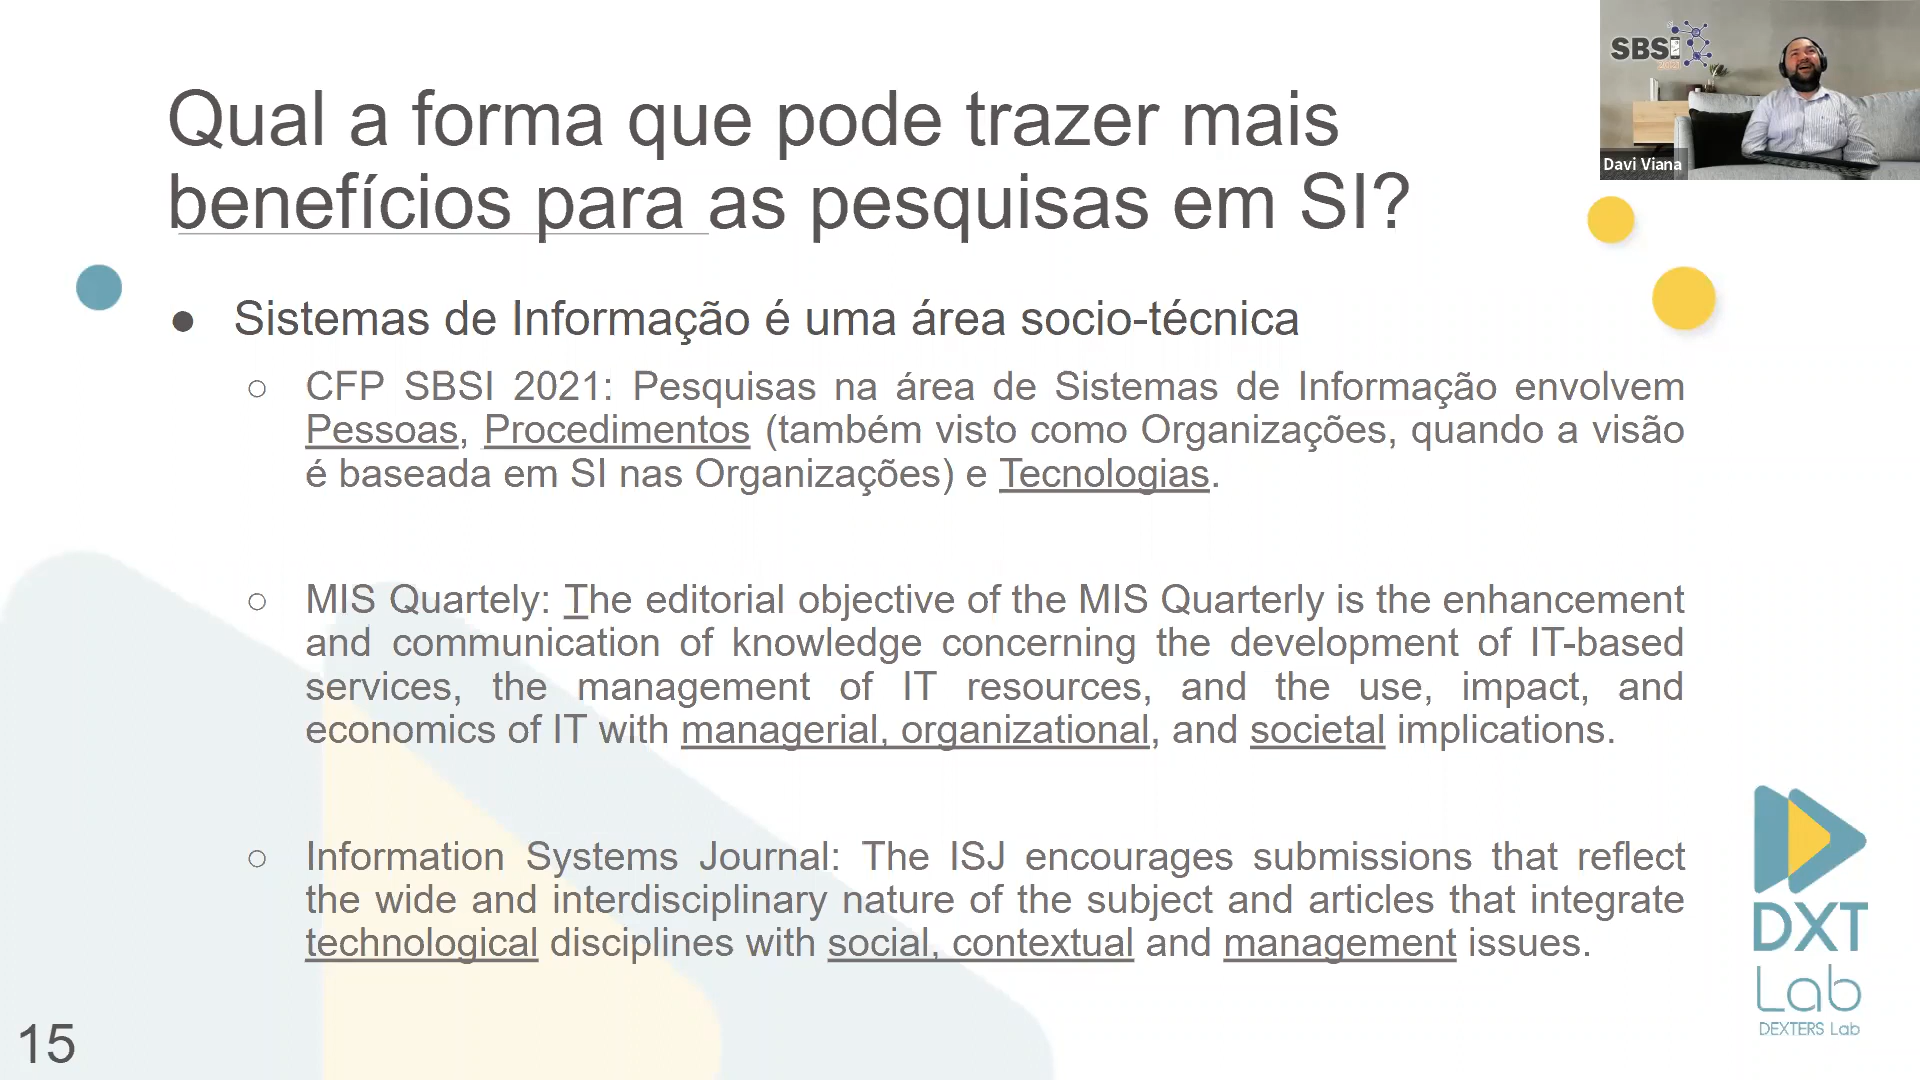 SBSI
Davi Viana
Qual a forma que pode trazer mais
benefícios para as pesquisas em SI?
● Sistemas de Informação é uma área socio-técnica
○ CFP SBSI 2021: Pesquisas na área de Sistemas de Informação envolvem
Pessoas, Procedimentos (também visto como Organizações, quando a visão
é baseada em SI nas Organizações) e Tecnologias.
○ MIS Quartely: The editorial objective of the MIS Quarterly is the enhancement
and communication of knowledge concerning the development of IT-based
services, the management of IT resources, and the use, impact, and
economics of IT with managerial, organizational, and societal implications.
○ Information Systems Journal: The ISJ encourages submissions that reflect
the wide and interdisciplinary nature of the subject and articles that integrate
technological disciplines with social, contextual and management issues.
DXT
Lab
DEXTERS Lab
15